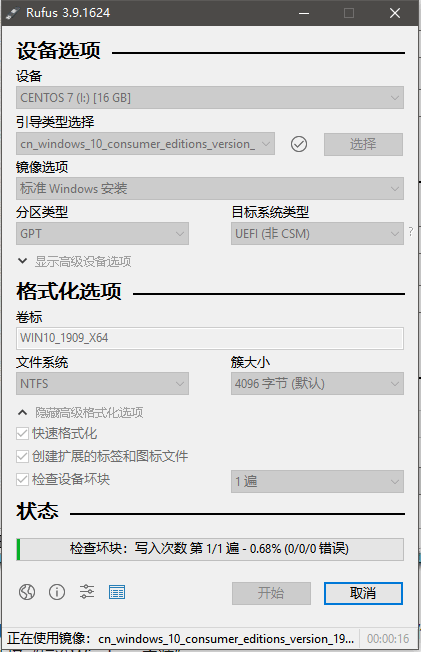 Rufus 3.9.1624
设备选项
设备
CENTOS 7 (I:) [16 GB]
引导类型选择
cn_windows_10_consumer_editions_version_
选择
镜像选项
标准 Windows 安装
分区类型
目标系统类型
GPT
UEFI (非 CSM)
?
显示高级设备选项
格式化选项
卷标
WIN10_1909_X64
文件系统
簇大小
NTFS
4096 字节 (默认)
隐藏高级格式化选项
快速格式化
创建扩展的标签和图标文件
检查设备坏块
1 遍
状态
检查坏块：写入次数 第 1/1 遍 - 0.68% (0/0/0 错误)
开始
取消
正在使用镜像：cn_windows_10_consumer_editions_version_19...
00:00:16